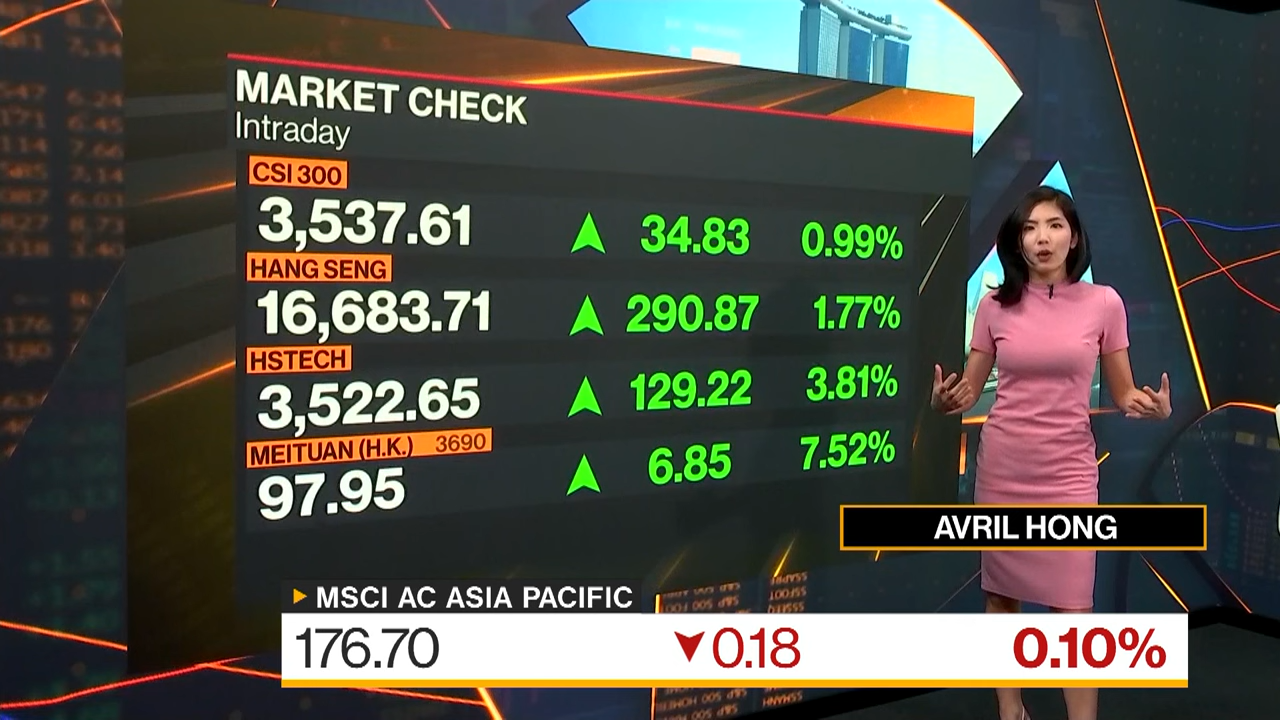 MARKET CHECK
Intraday
CSI 300
3,537.61 ▲ 34.83 0.99%
HANG SENG
16,683.71 ▲ 290.87 1.77%
HSTECH
3,522.65 ▲ 129.22 3.81%
MEITUAN (H.K.) 3690
97.95 ▲ 6.85 7.52%
AVRIL HONG
▶ MSCI AC ASIA PACIFIC
176.70 ▼0.18 0.10%